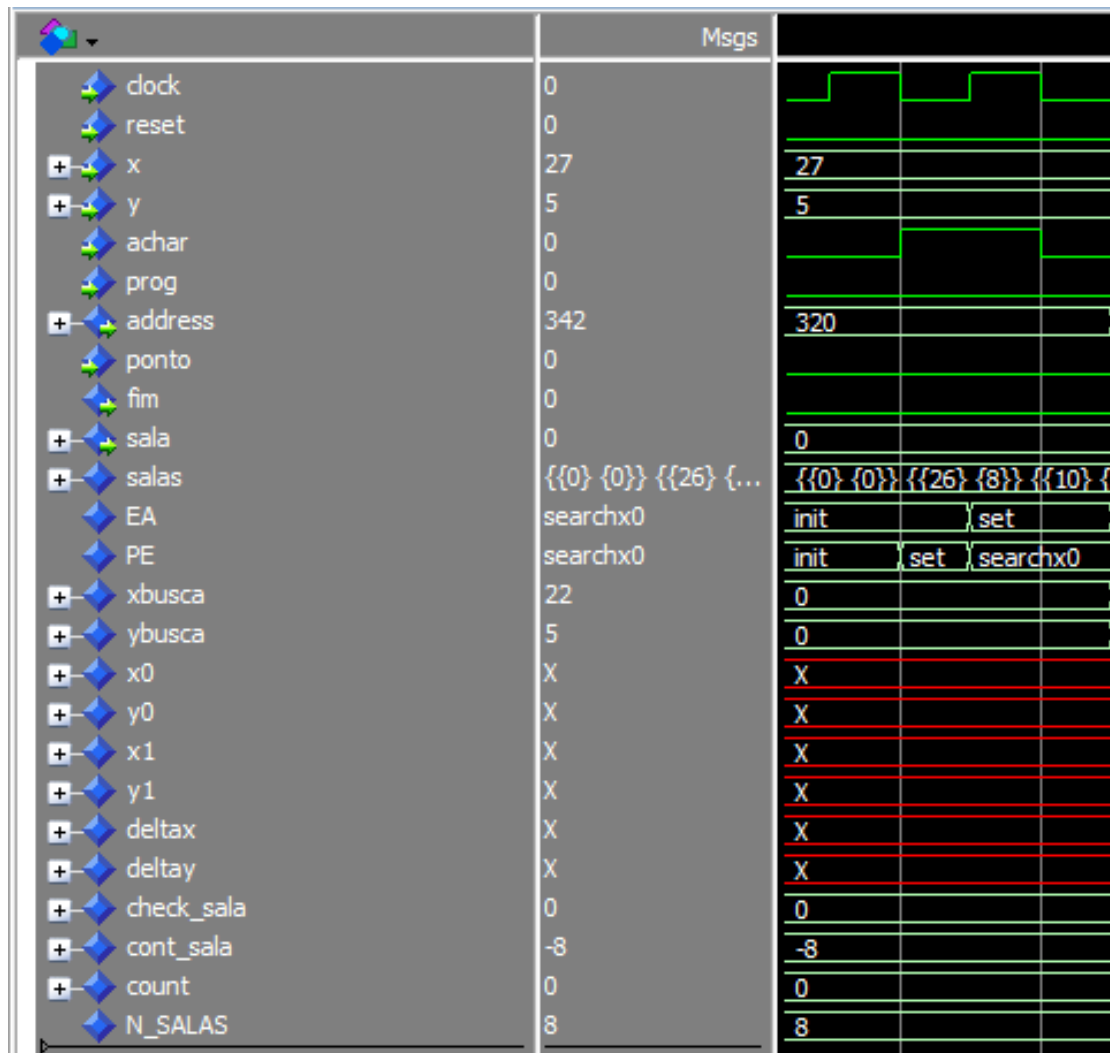 Msgs
clock 0
reset 0
x 27 27
y 5 5
achar 0
prog 0
address 342 320
ponto 0
fim 0
sala 0 0
salas {{0} {0}} {{26} {... {{0} {0}} {{26} {8}} {{10} {
EA searchx0 init set
PE searchx0 init set searchx0
xbusca 22 0
ybusca 5 0
x0 X X
y0 X X
x1 X X
y1 X X
deltax X X
deltay X X
check_sala 0 0
cont_sala -8 -8
count 0 0
N_SALAS 8 8